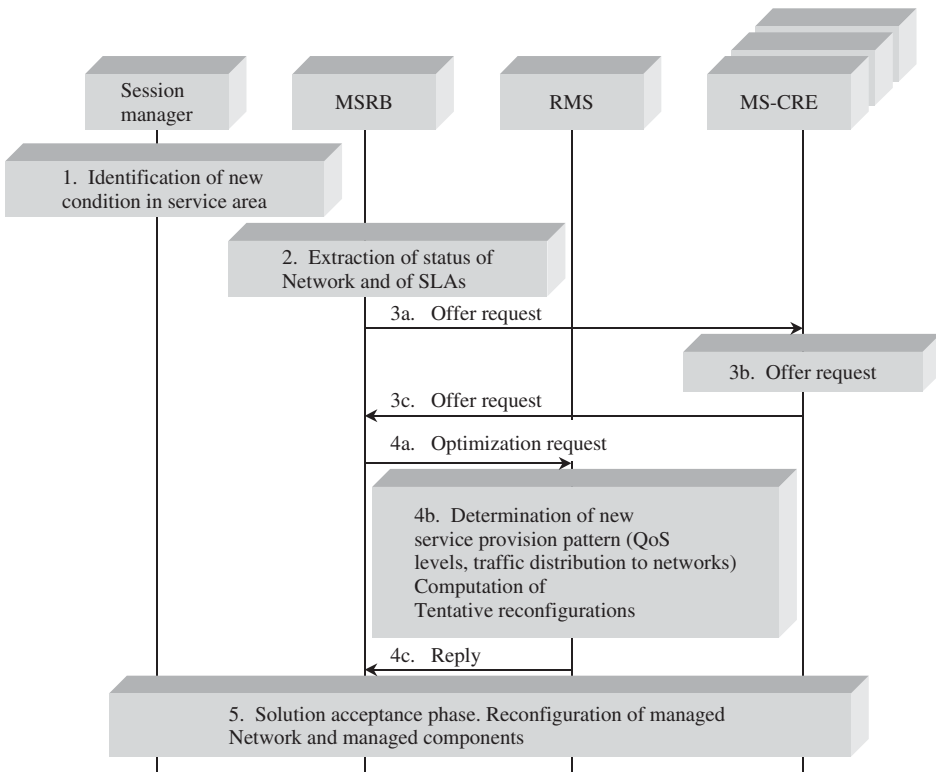 Session
manager
MSRB
RMS
MS-CRE
1. Identification of new
condition in service area
2. Extraction of status of
Network and of SLAs
3a. Offer request
3b. Offer request
3c. Offer request
4a. Optimization request
4b. Determination of new
service provision pattern (QoS
levels, traffic distribution to networks)
Computation of
Tentative reconfigurations
4c. Reply
5. Solution acceptance phase. Reconfiguration of managed
Network and managed components